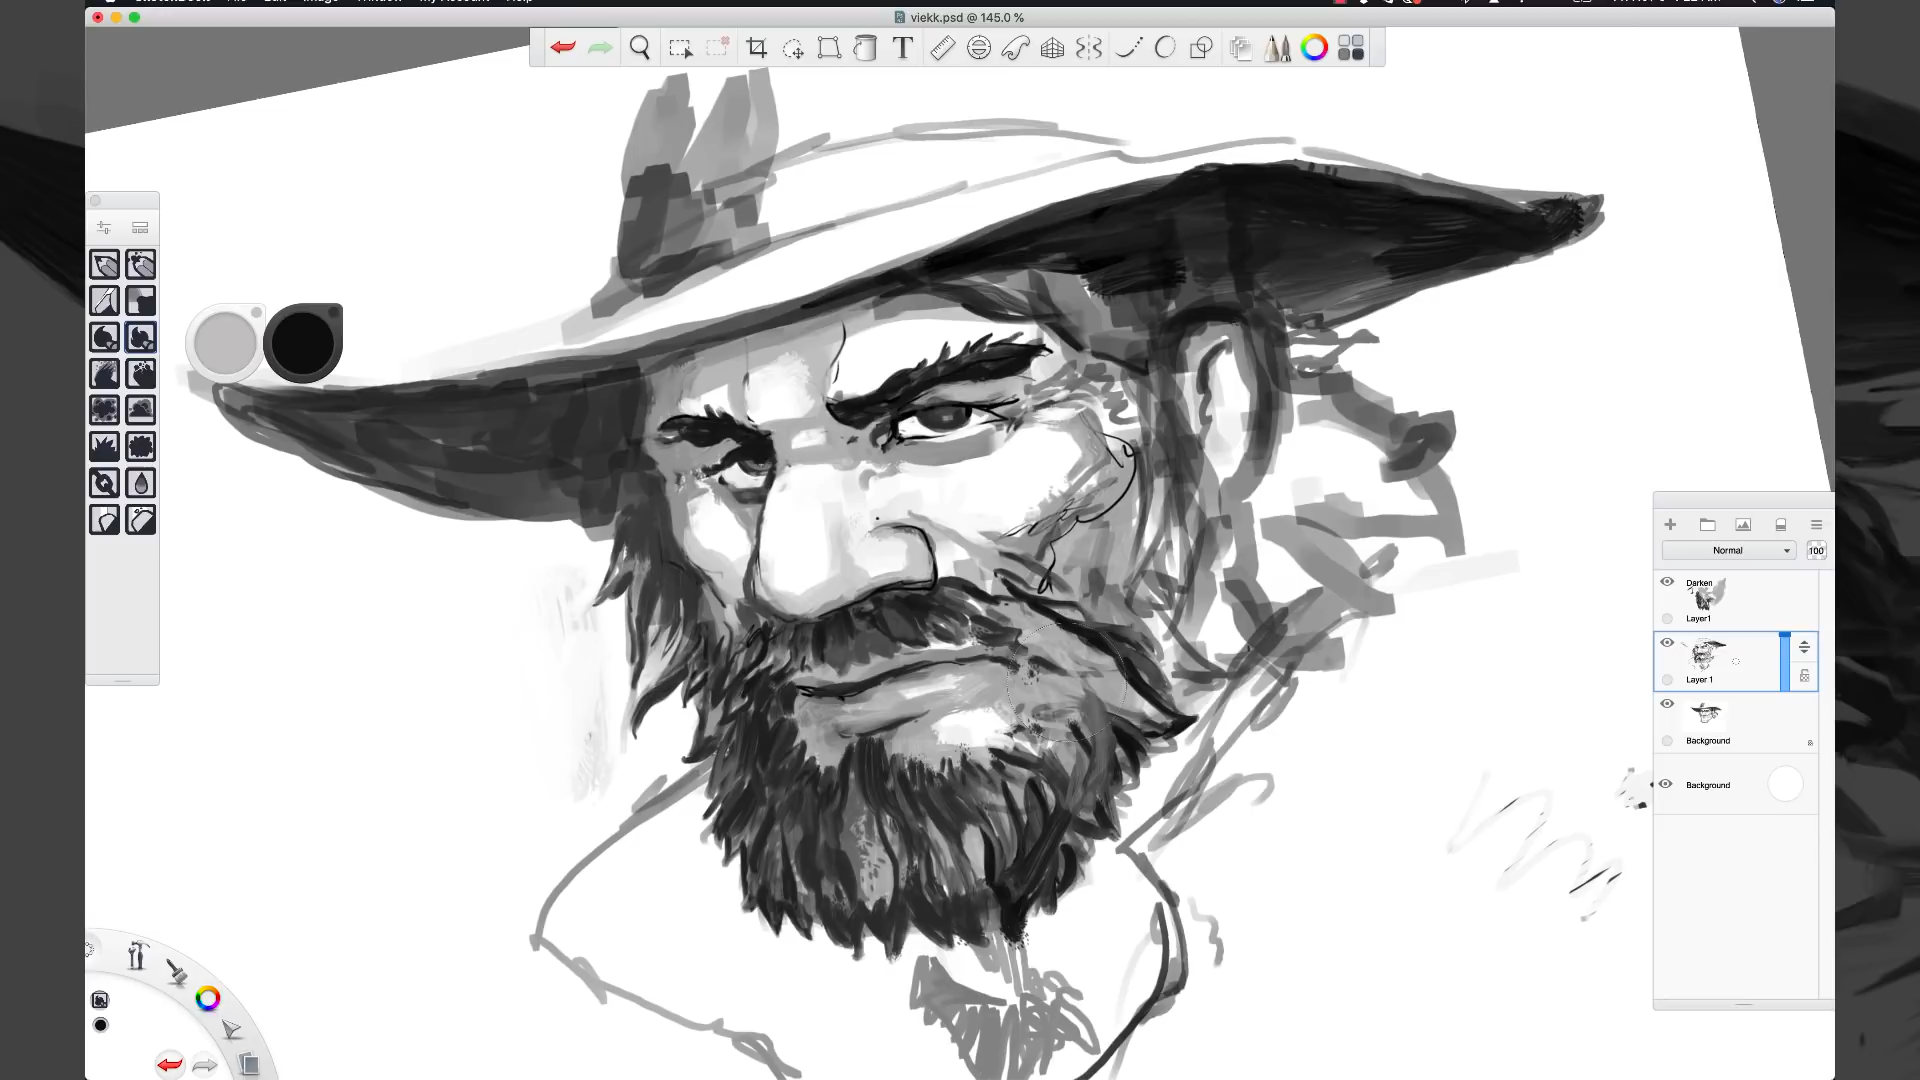 viekk.psd @ 145.0 %
T
Normal
100
Darken
Layer1
Layer 1
Background
Background